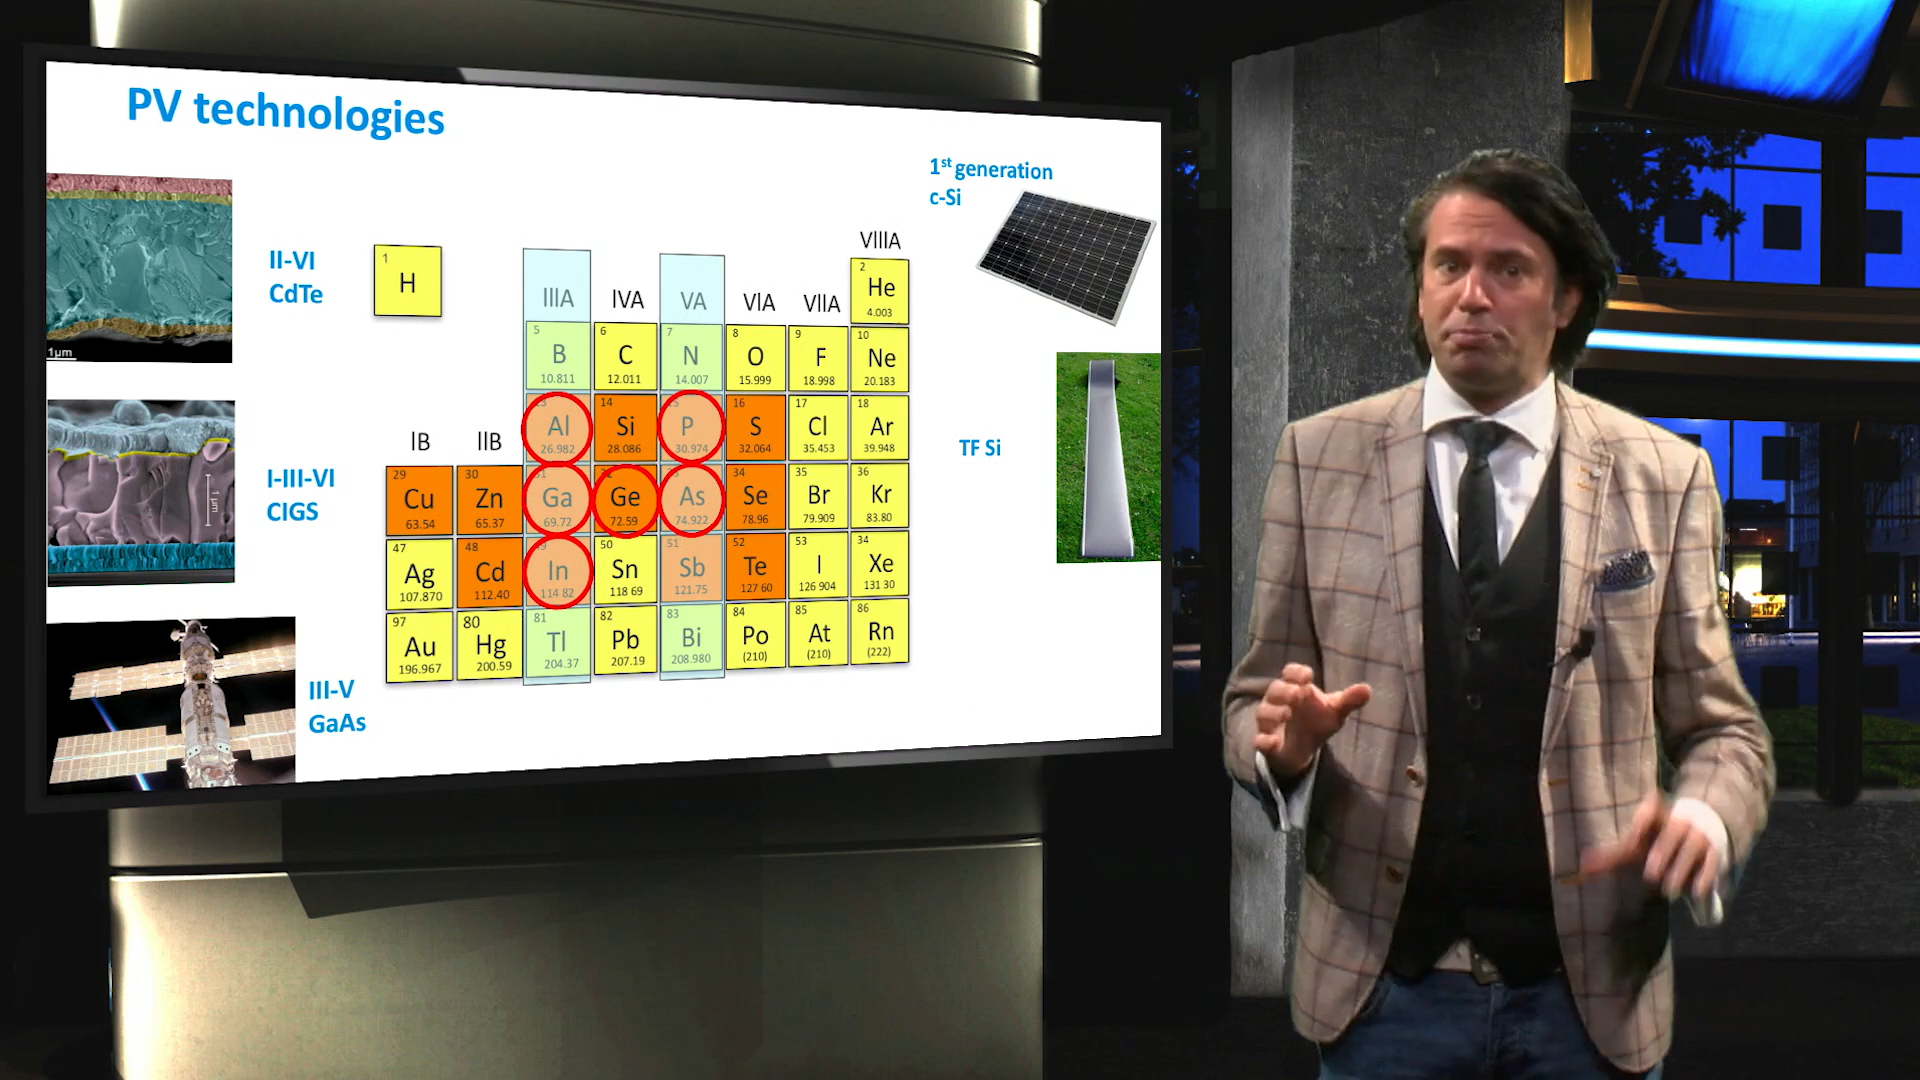 PV technologies
1st generation
c-Si
II-VI
CdTe
I-III-VI
CIGS
III-V
GaAs
TF Si
1µm
1 µm
VIIIA
IIIA IVA VA VIA VIIA
IB IIB
1 H
2 He 4.003
5 B 10.811
6 C 12.011
7 N 14.007
8 O 15.999
9 F 18.998
10 Ne 20.183
Al 26.982
14 Si 28.086
P 30.974
16 S 32.064
17 Cl 35.453
18 Ar 39.948
29 Cu 63.54
30 Zn 65.37
Ga 69.72
Ge 72.59
As 74.922
34 Se 78.96
35 Br 79.909
36 Kr 83.80
47 Ag 107.870
48 Cd 112.40
In 114 82
50 Sn 118 69
51 Sb 121.75
52 Te 127 60
53 I 126 904
34 Xe 131 30
97 Au 196.967
80 Hg 200.59
81 Tl 204.37
82 Pb 207.19
83 Bi 208.980
84 Po (210)
85 At (210)
86 Rn (222)